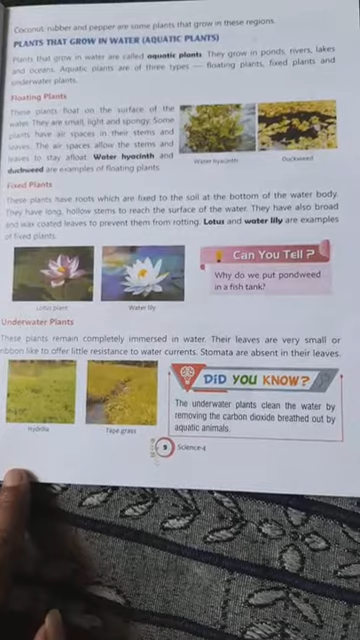 Coconut, rubber and pepper are some plants that grow in these regions.
PLANTS THAT GROW IN WATER (AQUATIC PLANTS)
Plants that grow in water are called aquatic plants. They grow in ponds, rivers, lakes
and oceans. Aquatic plants are of three types — floating plants, fixed plants and
underwater plants.
Floating Plants
These plants float on the surface of the
water. They are small, light and spongy. Some
plants have air spaces in their stems and
leaves. The air spaces allow the stems and
leaves to stay afloat. Water hyacinth and
duckweed are examples of floating plants.
Water hyacinth
Duckweed
Fixed Plants
These plants have roots which are fixed to the soil at the bottom of the water body.
They have long, hollow stems to reach the surface of the water. They have also broad
and wax coated leaves to prevent them from rotting. Lotus and water lily are examples
of fixed plants.
Lotus plant
Water lily
Can You Tell?
Why do we put pondweed
in a fish tank?
Underwater Plants
These plants remain completely immersed in water. Their leaves are very small or
ribbon like to offer little resistance to water currents. Stomata are absent in their leaves.
Hydrilla
Tape grass
DiD YOU KNOW?
The underwater plants clean the water by
removing the carbon dioxide breathed out by
aquatic animals.
9
Science-4